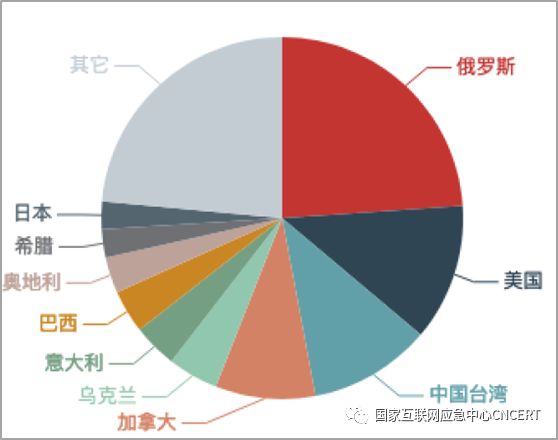 其它
俄罗斯
日本
希腊
美国
奥地利
巴西
意大利
乌克兰
中国台湾
加拿大
国家互联网应急中心CNCERT